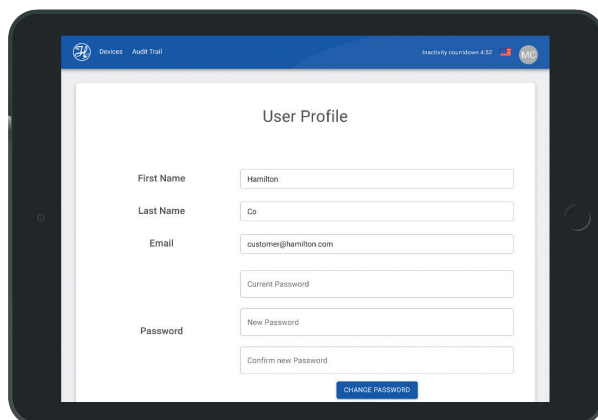 Devices Audit Trail Inactivity countdown 4:52 MC
User Profile
First Name Hamilton
Last Name Co
Email customer@hamilton.com
Current Password
Password New Password
Confirm new Password
CHANGE PASSWORD